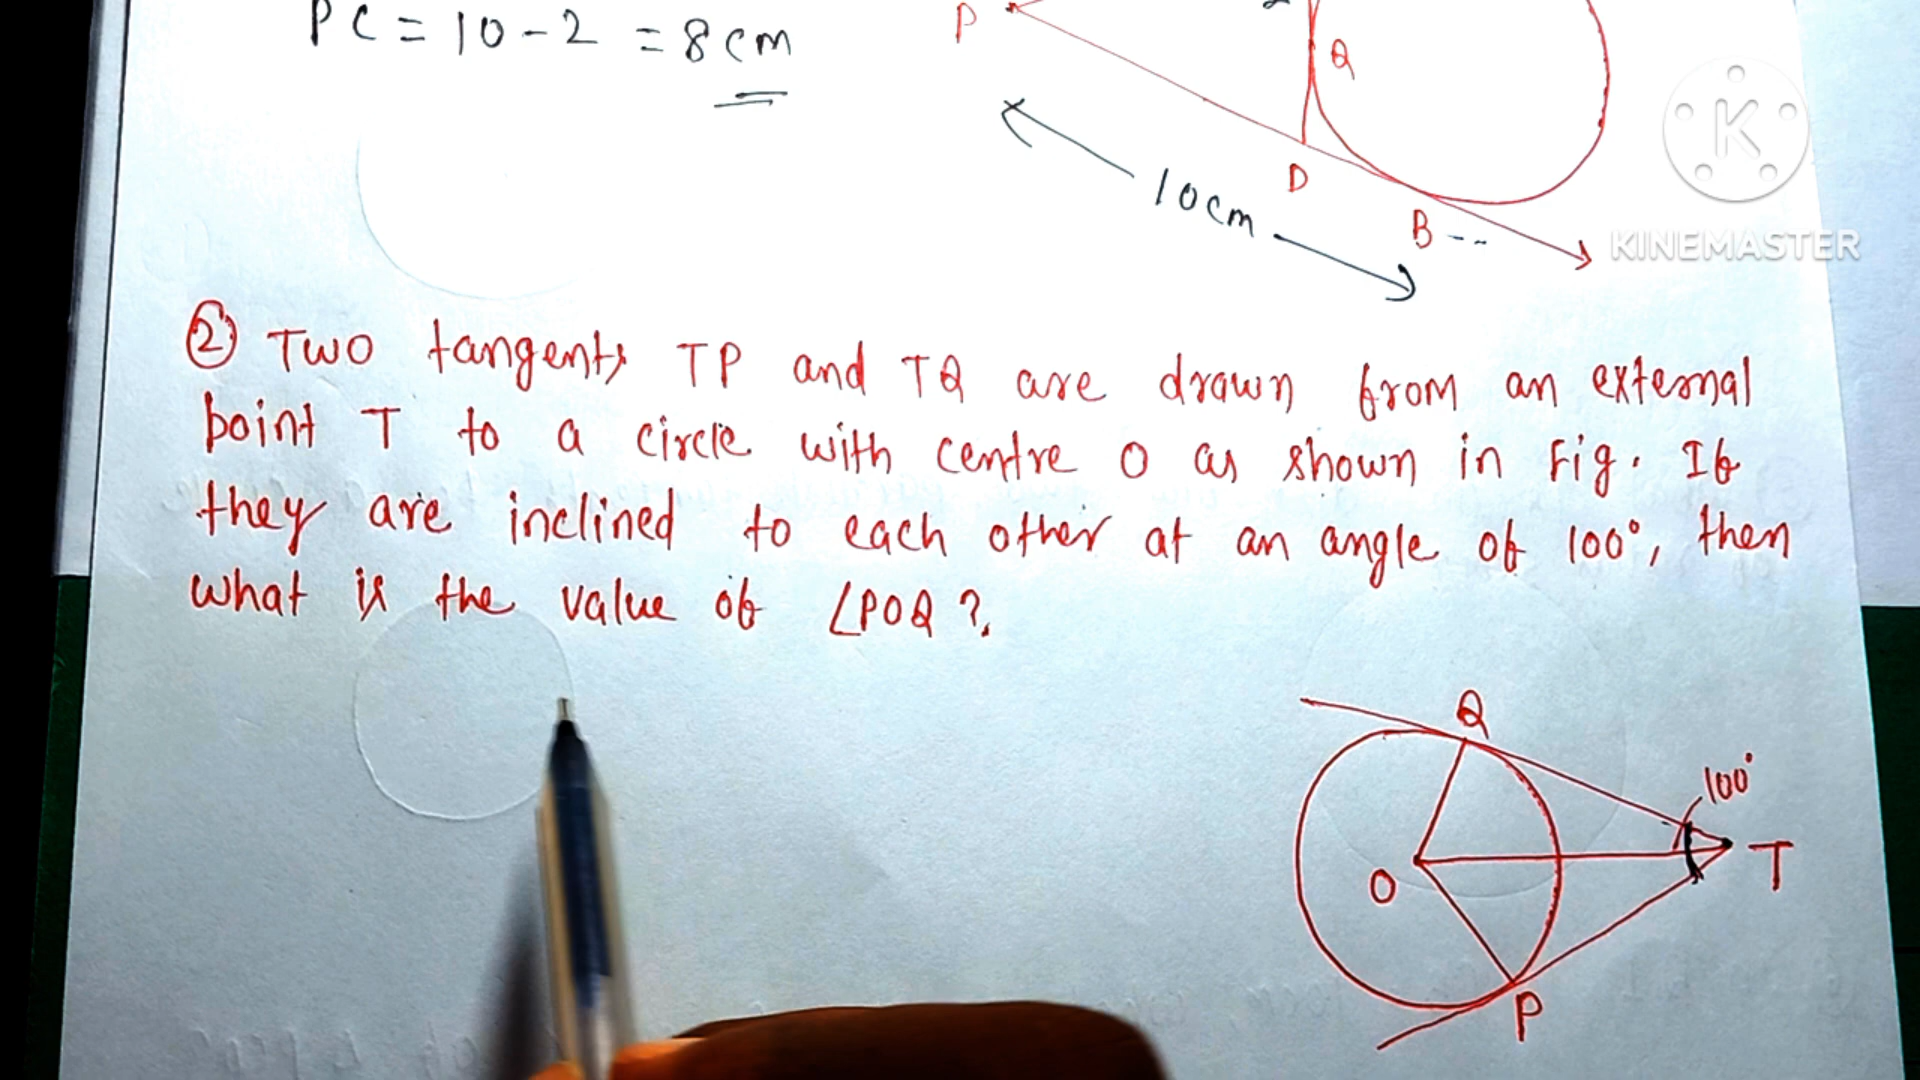 PC = 10 - 2 = 8 cm
P
Q
D
10cm
B --
K
KINEMASTER
② Two tangents TP and TQ are drawn from an external
point T to a circle with centre O as shown in Fig. If
they are inclined to each other at an angle of 100°, then
what is the value of ∠POQ ?.
Q
100°
T
O
P